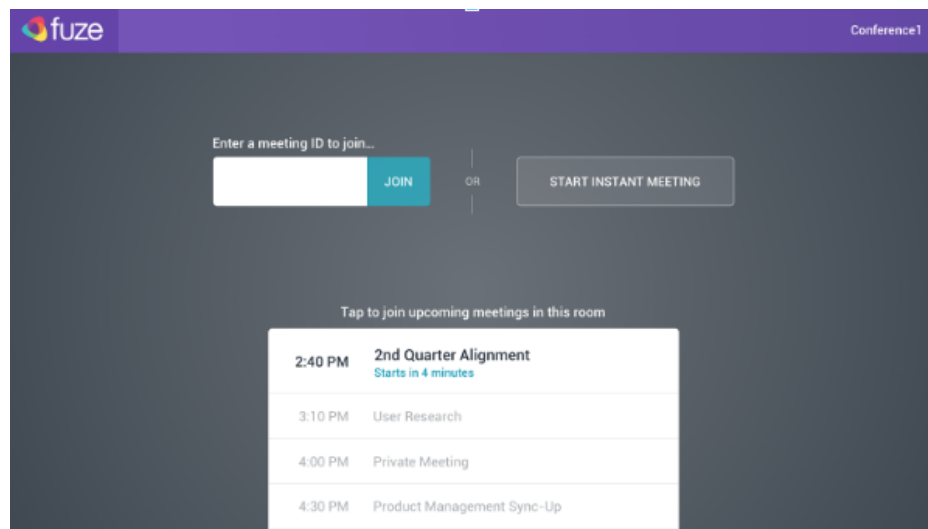 fuze
Conference1
Enter a meeting ID to join...
JOIN
OR
START INSTANT MEETING
Tap to join upcoming meetings in this room
2:40 PM 2nd Quarter Alignment
Starts in 4 minutes
3:10 PM User Research
4:00 PM Private Meeting
4:30 PM Product Management Sync-Up